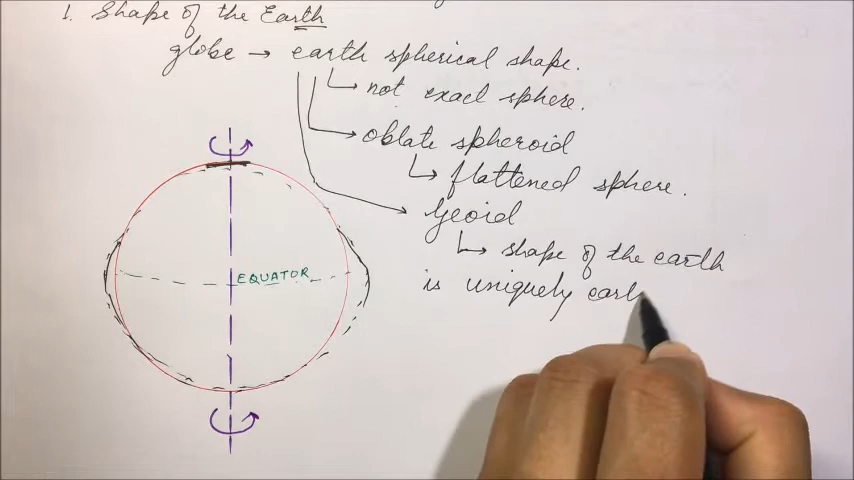 1. Shape of the Earth
globe → earth spherical shape.
↳ not exact sphere.
→ oblate spheroid
↳ flattened sphere.
→ Geoid
↳ shape of the earth
is uniquely eart
EQUATOR